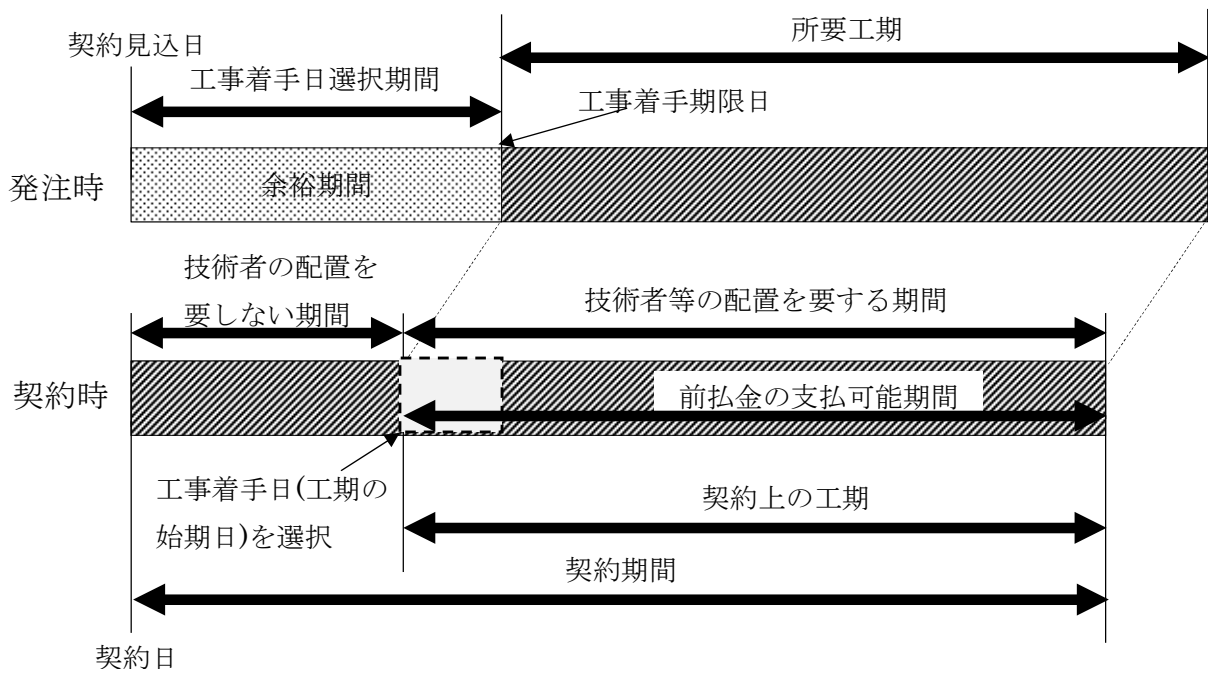 所要工期
契約見込日
工事着手日選択期間
工事着手期限日
発注時
余裕期間
技術者の配置を
要しない期間
技術者等の配置を要する期間
契約時
前払金の支払可能期間
工事着手日(工期の
始期日)を選択
契約上の工期
契約期間
契約日